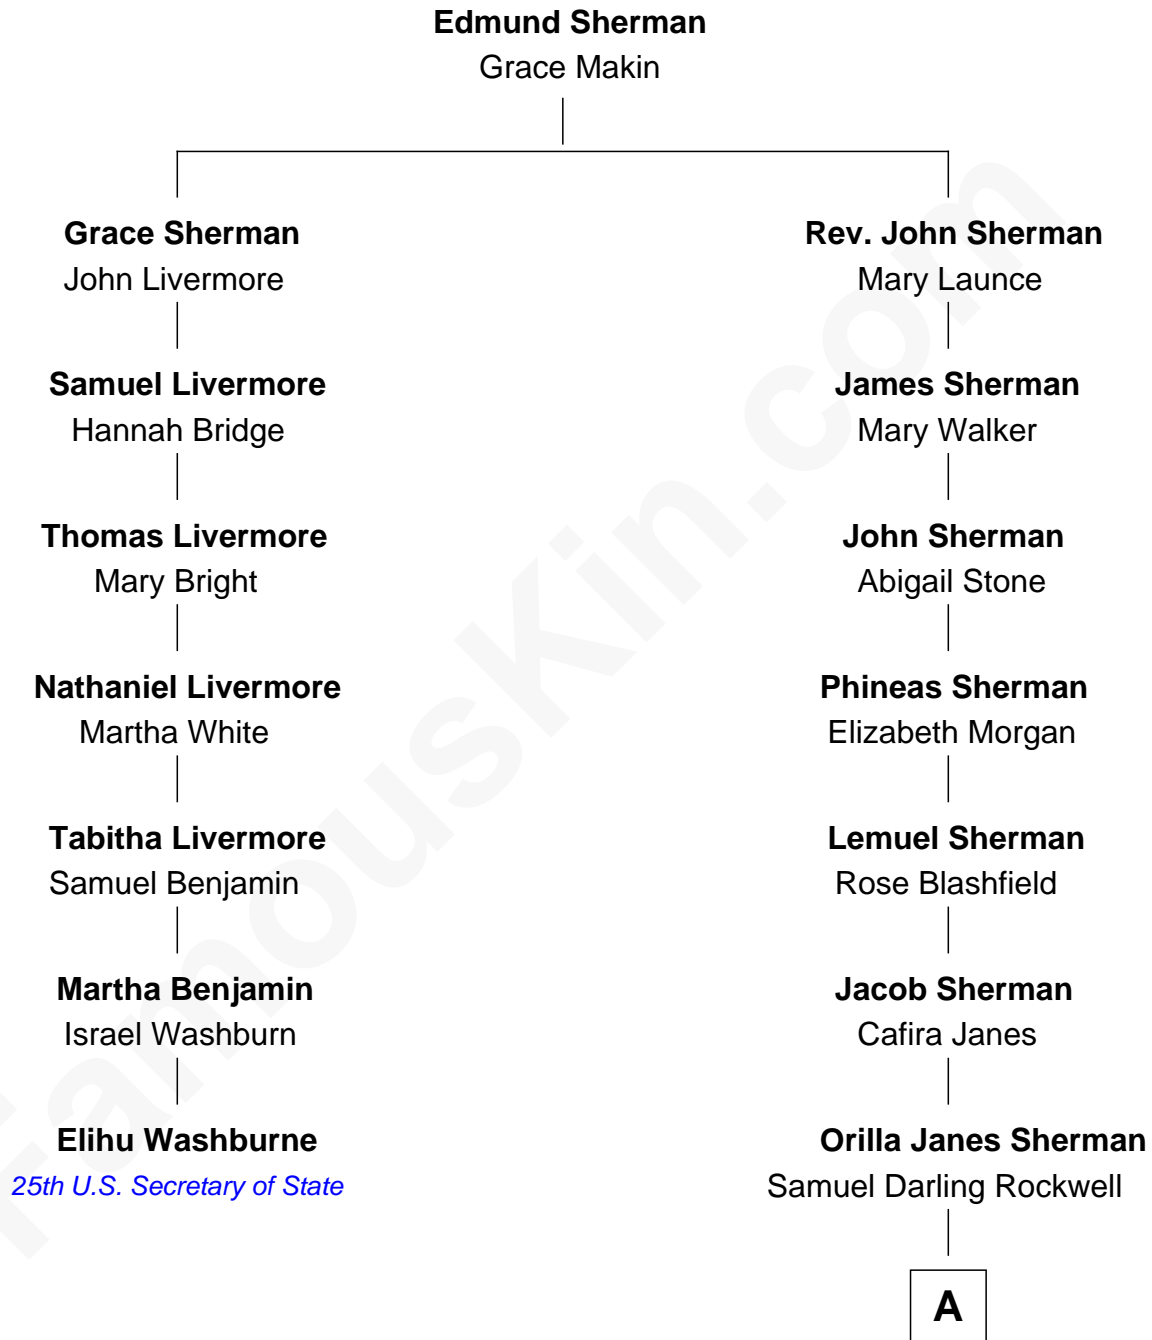 Edmund Sherman
Grace Makin
Grace Sherman
John Livermore
Rev. John Sherman
Mary Launce
Samuel Livermore
Hannah Bridge
James Sherman
Mary Walker
Thomas Livermore
Mary Bright
John Sherman
Abigail Stone
Nathaniel Livermore
Martha White
Phineas Sherman
Elizabeth Morgan
Tabitha Livermore
Samuel Benjamin
Lemuel Sherman
Rose Blashfield
Martha Benjamin
Israel Washburn
Jacob Sherman
Cafira Janes
Elihu Washburne
25th U.S. Secretary of State
Orilla Janes Sherman
Samuel Darling Rockwell
A
FamousKin.com